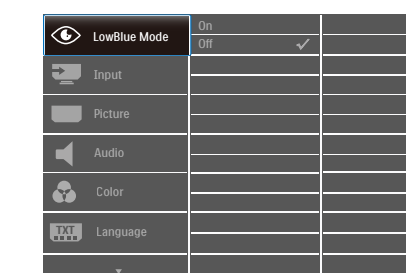 LowBlue Mode
On
Off
Input
Picture
Audio
Color
TXT
Language